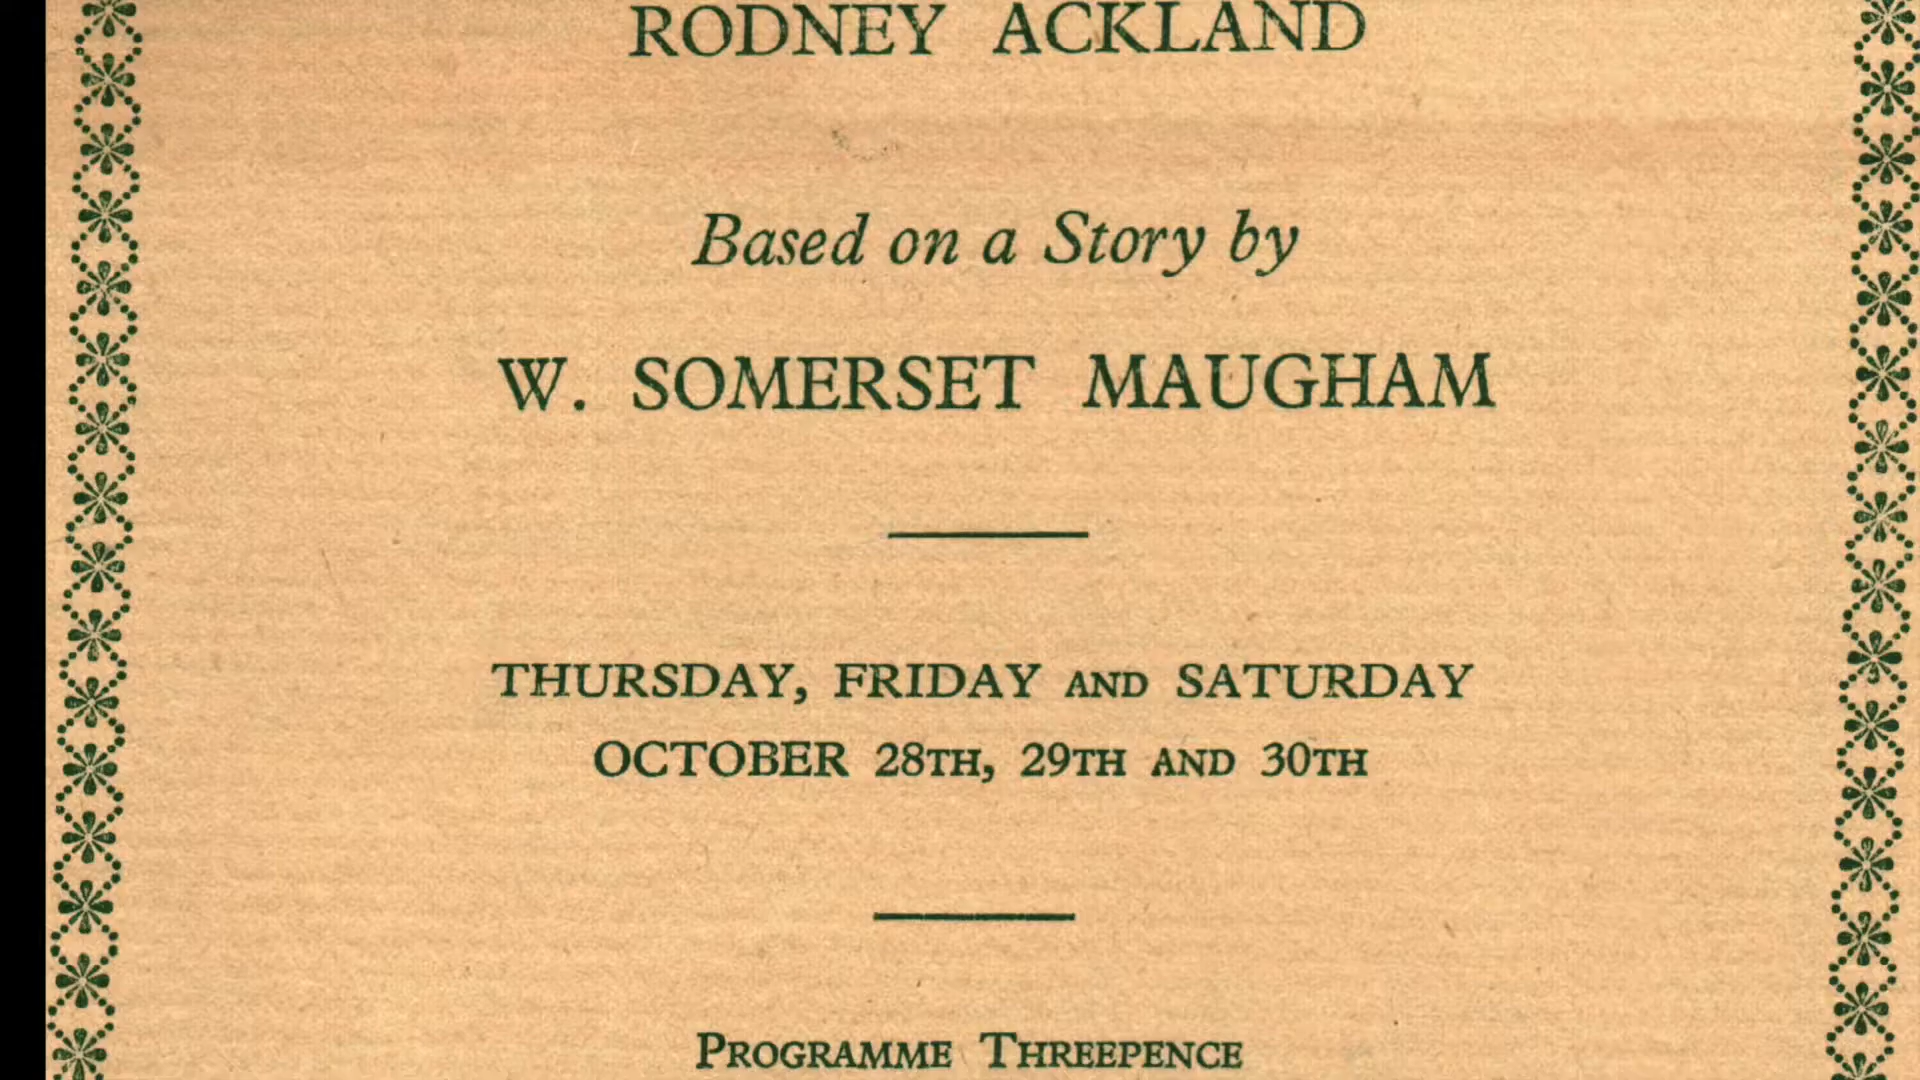 RODNEY ACKLAND
Based on a Story by
W. SOMERSET MAUGHAM
THURSDAY, FRIDAY AND SATURDAY
OCTOBER 28TH, 29TH AND 30TH
PROGRAMME THREEPENCE